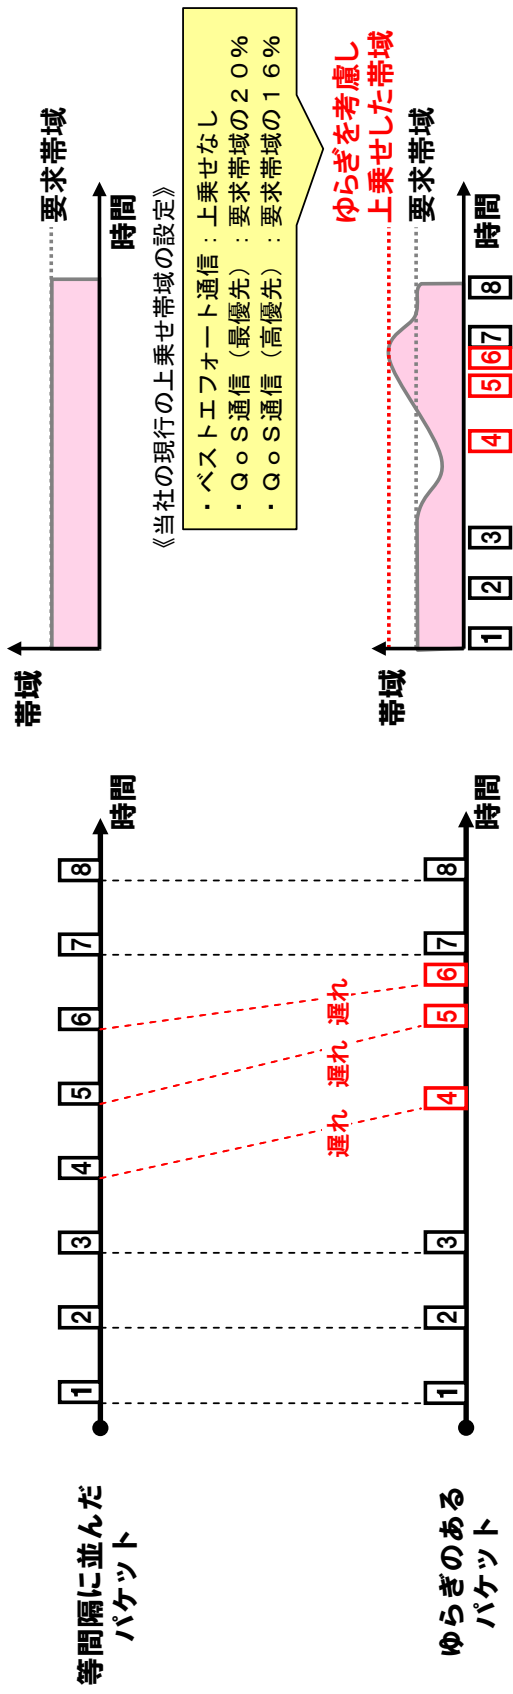 等間隔に並んだ
パケット
1 2 3 4 5 6 7 8
時間
遅れ 遅れ 遅れ
ゆらぎのある
パケット
1 2 3 4 5 6 7 8
時間
帯域
要求帯域
時間
《当社の現行の上乗せ帯域の設定》
・ベストエフォート通信：上乗せなし
・ＱｏＳ通信（最優先）：要求帯域の２０％
・ＱｏＳ通信（高優先）：要求帯域の１６％
ゆらぎを考慮し
上乗せした帯域
要求帯域
帯域
時間
1 2 3 4 5 6 7 8